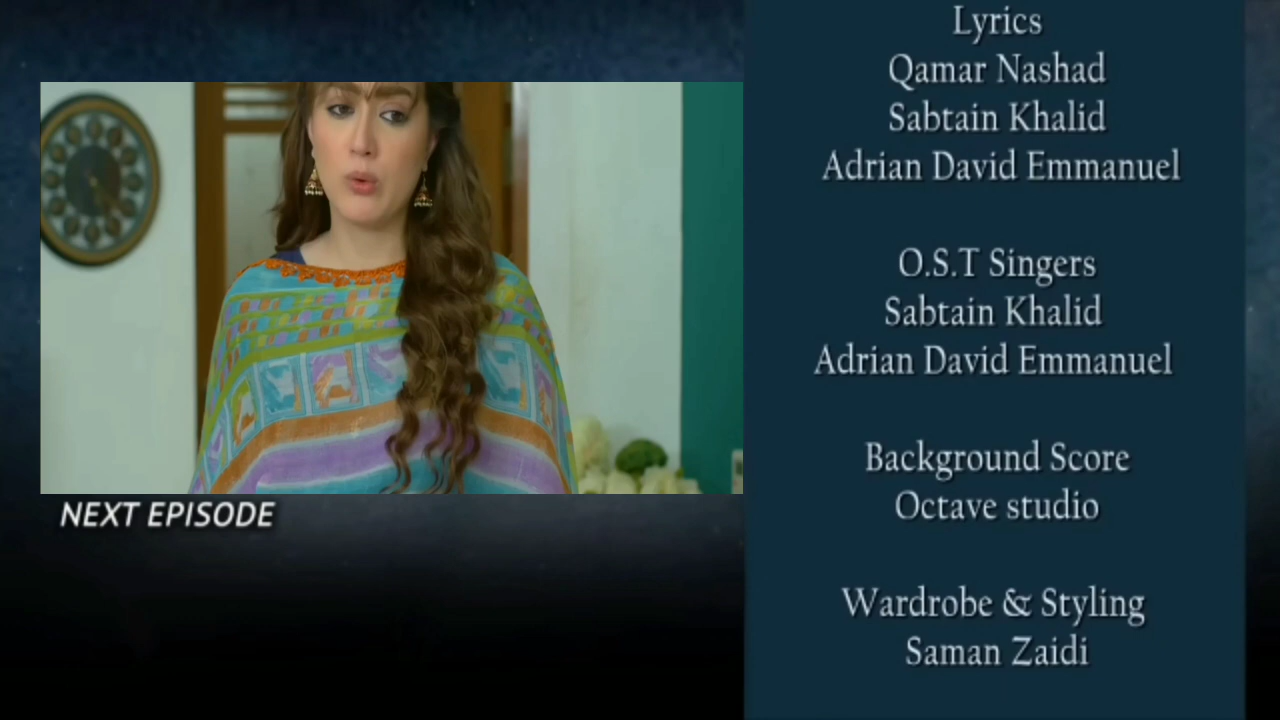 Lyrics
Qamar Nashad
Sabtain Khalid
Adrian David Emmanuel
O.S.T Singers
Sabtain Khalid
Adrian David Emmanuel
Background Score
Octave studio
Wardrobe & Styling
Saman Zaidi
NEXT EPISODE